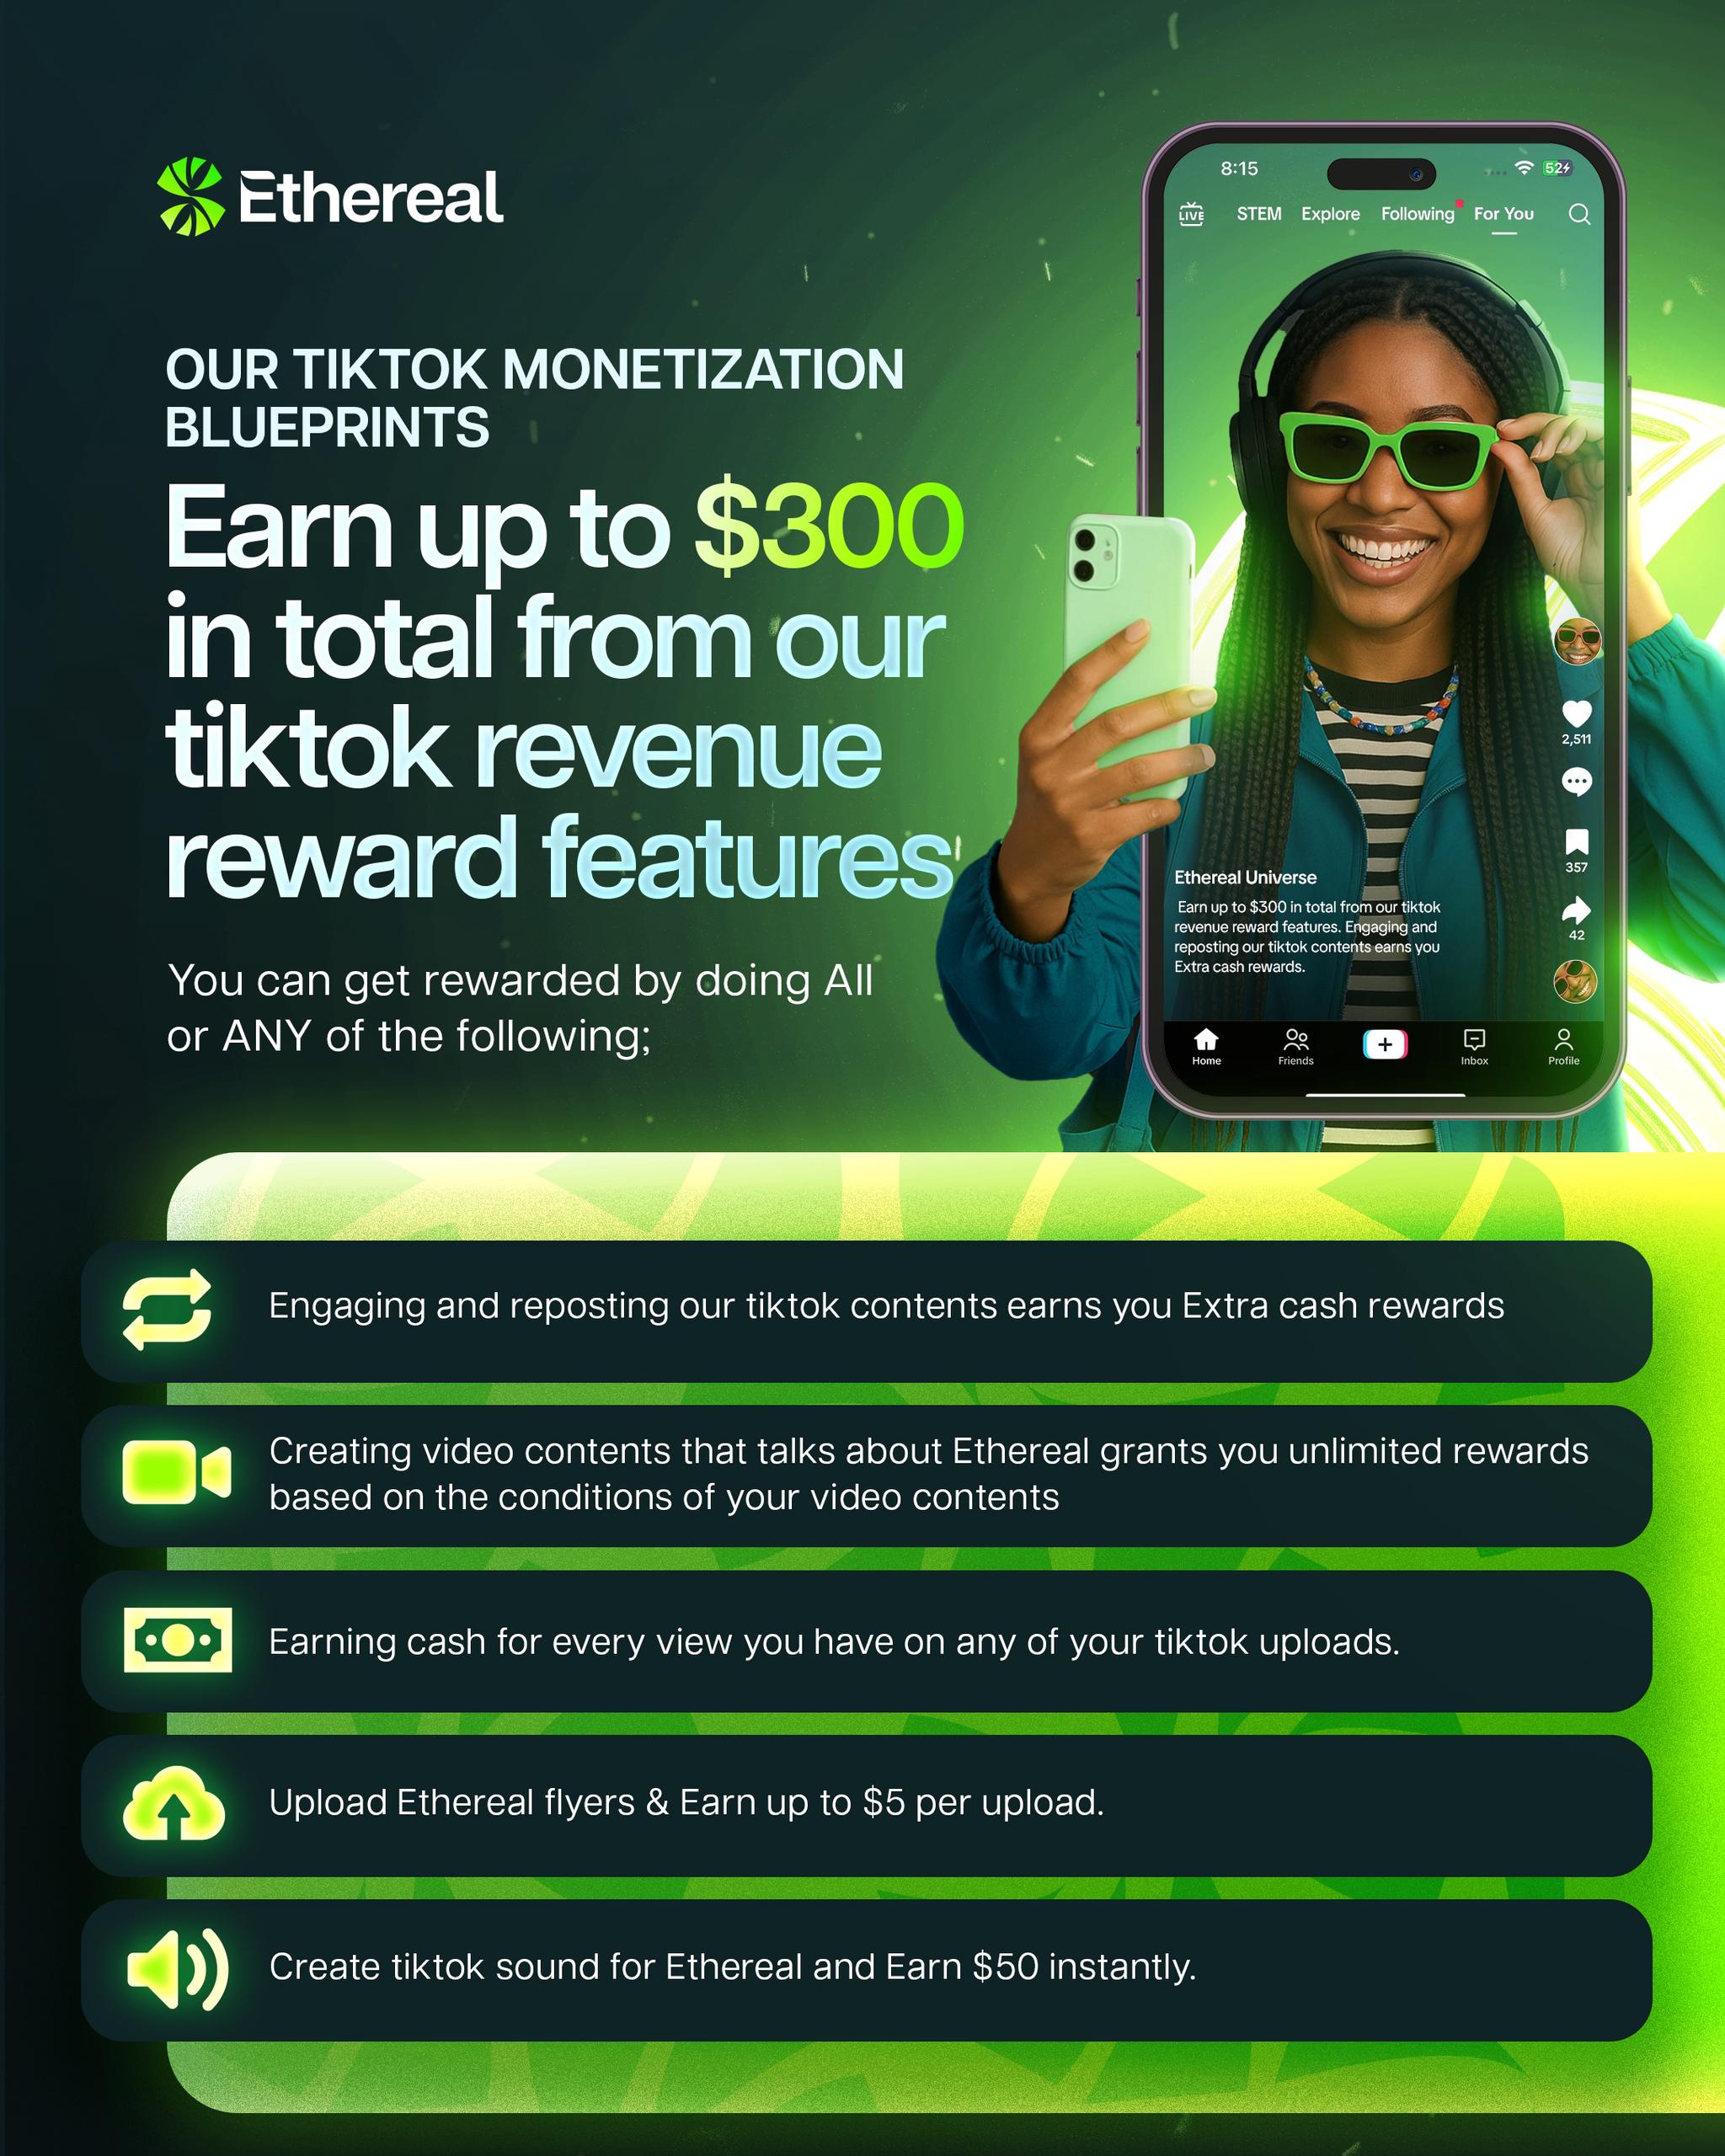 Ethereal
OUR TIKTOK MONETIZATION
BLUEPRINTS
Earn up to $300
in total from our
tiktok revenue
reward features
You can get rewarded by doing All
or ANY of the following;
8:15
52
LIVE
STEM
Explore
Following
For You
2,511
357
42
Ethereal Universe
Earn up to $300 in total from our tiktok
revenue reward features. Engaging and
reposting our tiktok contents earns you
Extra cash rewards.
Home
Friends
Inbox
Profile
Engaging and reposting our tiktok contents earns you Extra cash rewards
Creating video contents that talks about Ethereal grants you unlimited rewards
based on the conditions of your video contents
Earning cash for every view you have on any of your tiktok uploads.
Upload Ethereal flyers & Earn up to $5 per upload.
Create tiktok sound for Ethereal and Earn $50 instantly.